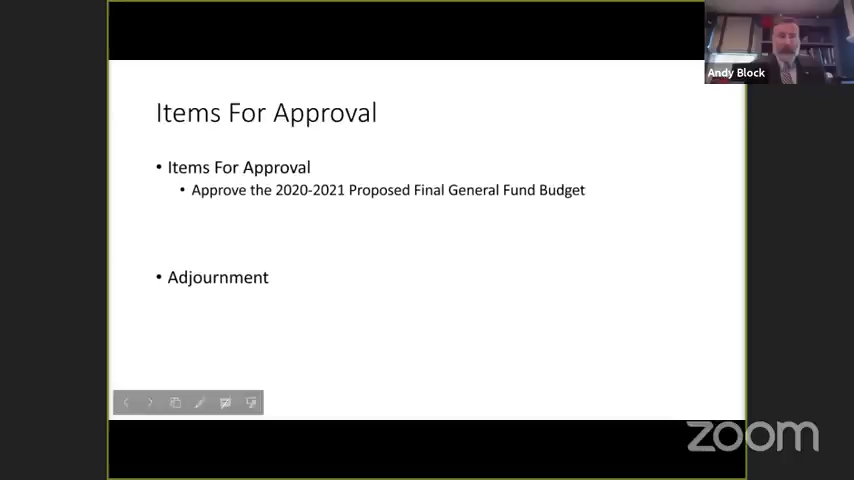 Andy Block
Items For Approval
• Items For Approval
• Approve the 2020-2021 Proposed Final General Fund Budget
• Adjournment
zoom